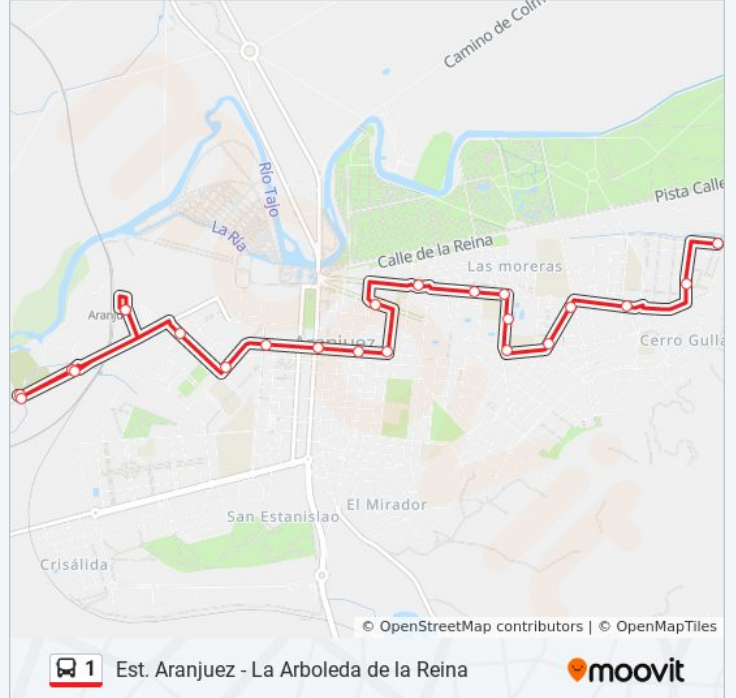 Camino de Colm
Río Tajo
Pista Calle
La Ría
Calle de la Reina
Las moreras
Aranju
Aranjuez
Cerro Gulla
El Mirador
San Estanislao
Crisálida
© OpenStreetMap contributors | © OpenMapTiles
1 Est. Aranjuez - La Arboleda de la Reina
moovit